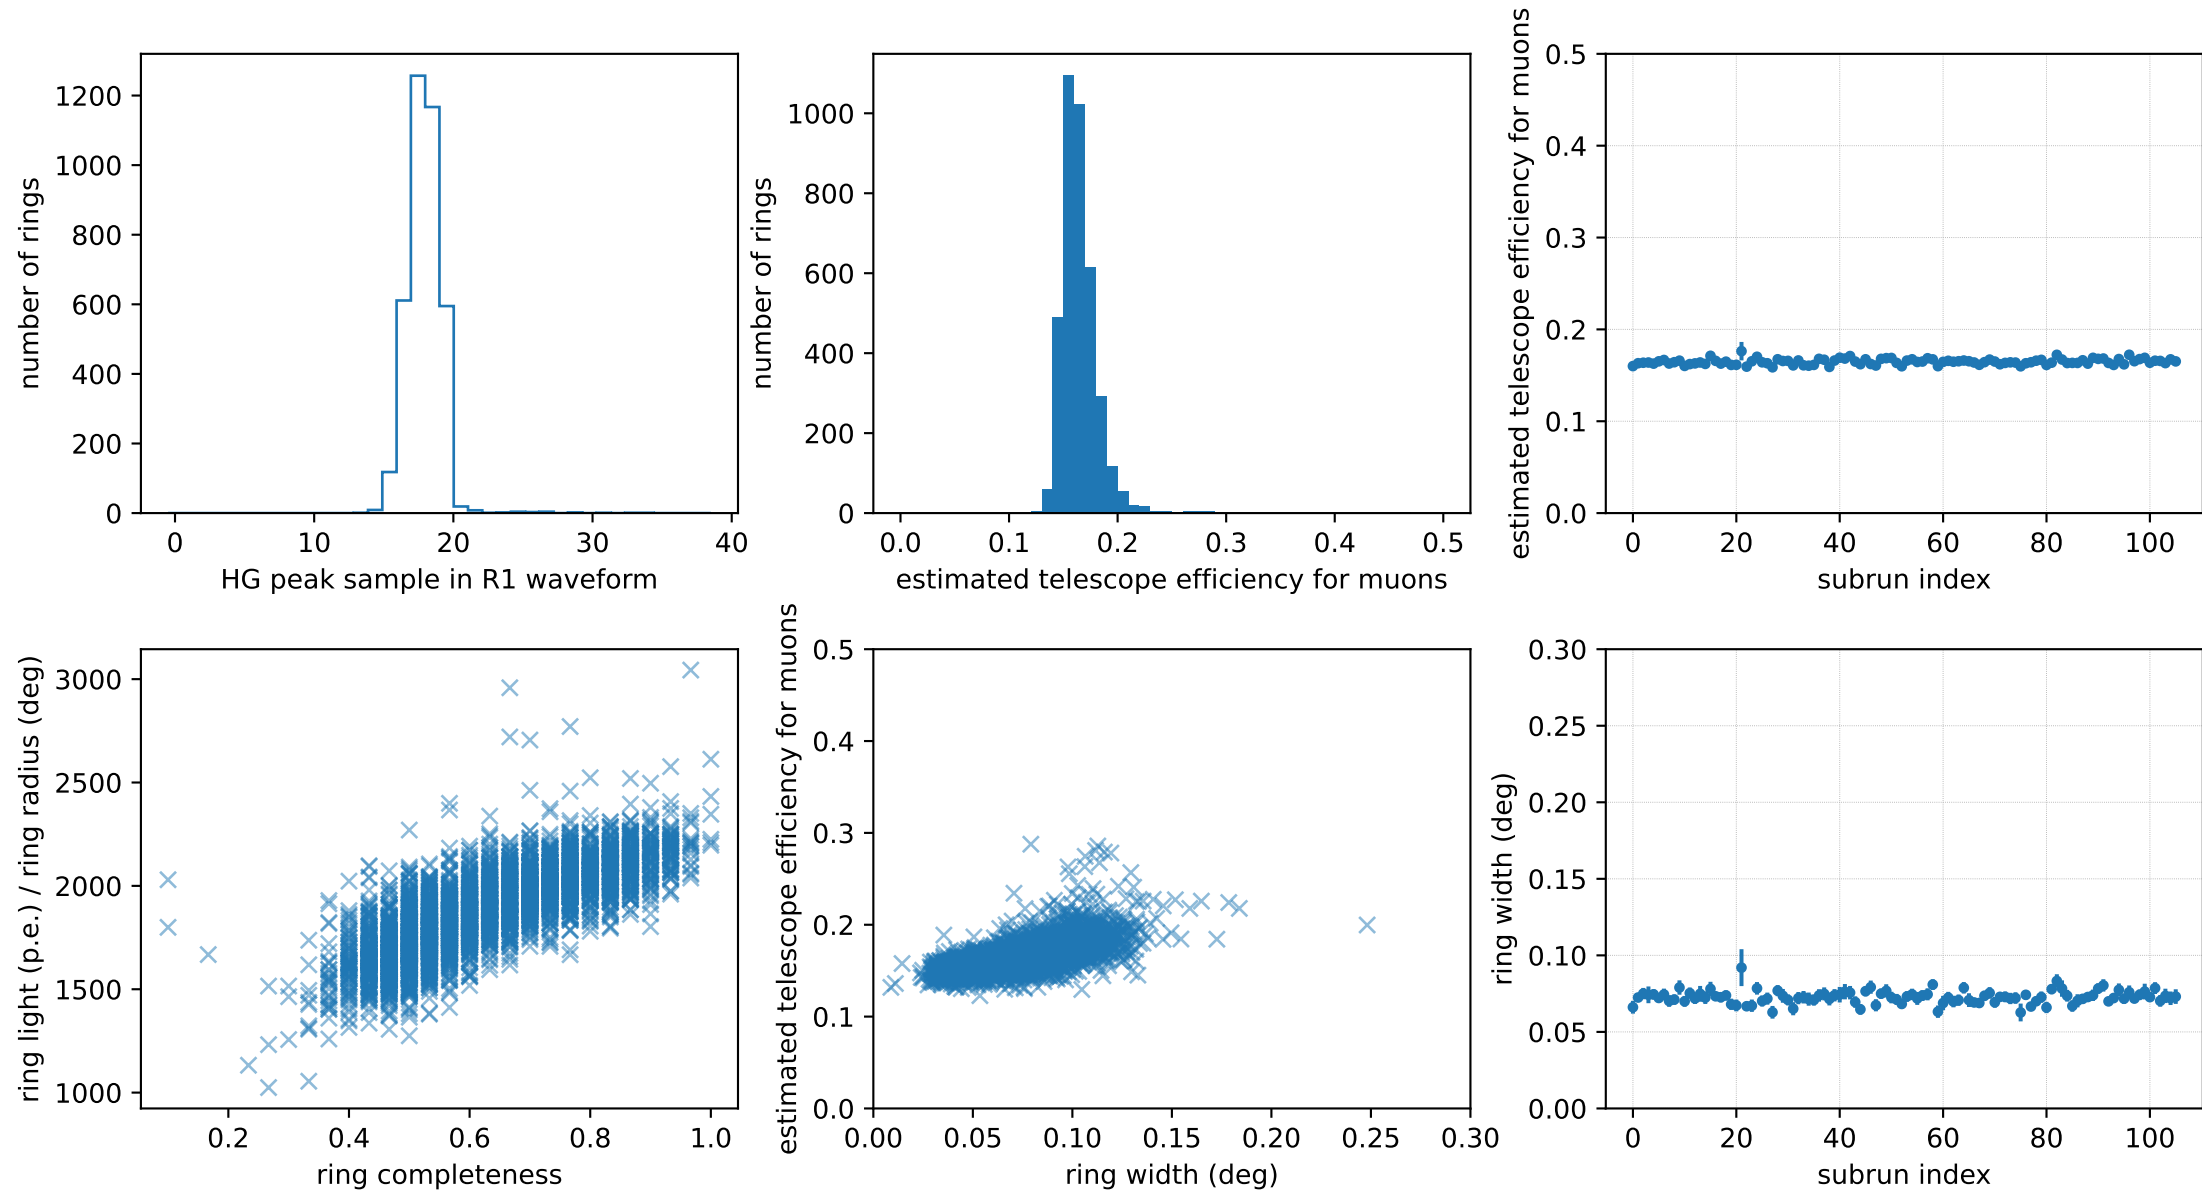 number of rings
1200
1000
800
600
400
200
0
0 10 20 30 40
HG peak sample in R1 waveform
number of rings
1000
800
600
400
200
0
0.0 0.1 0.2 0.3 0.4 0.5
estimated telescope efficiency for muons
estimated telescope efficiency for muons
0.5
0.4
0.3
0.2
0.1
0.0
0 20 40 60 80 100
subrun index
ring light (p.e.) / ring radius (deg)
3000
2500
2000
1500
1000
0.2 0.4 0.6 0.8 1.0
ring completeness
estimated telescope efficiency for muons
0.5
0.4
0.3
0.2
0.1
0.0
0.00 0.05 0.10 0.15 0.20 0.25 0.30
ring width (deg)
ring width (deg)
0.30
0.25
0.20
0.15
0.10
0.05
0.00
0 20 40 60 80 100
subrun index